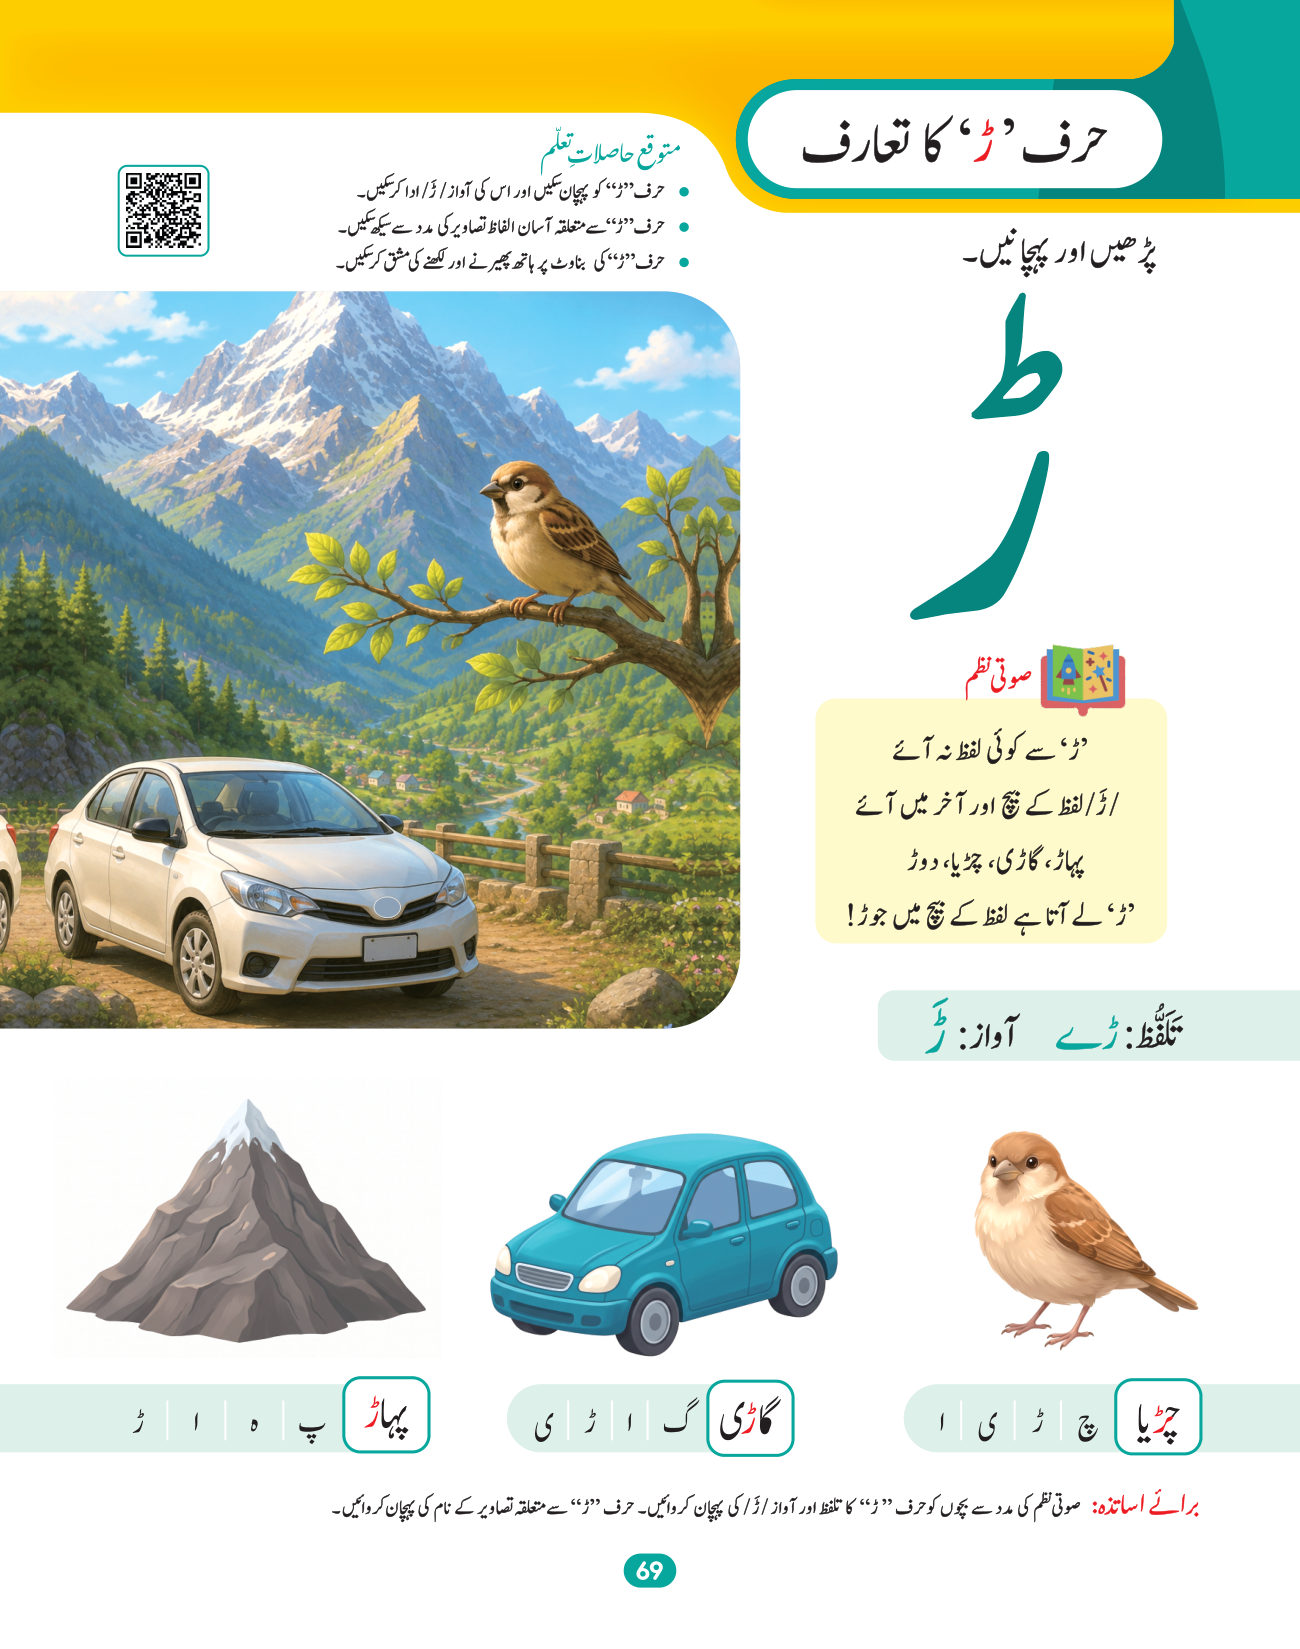 حرف ’ڑ‘ کا تعارف
متوقع حاصلاتِ تعلّم
حرف ”ڑ“ کو پہچان سکیں اور اس کی آواز /ڑَ/ ادا کرسکیں۔
حرف ”ڑ“ سے متعلقہ آسان الفاظ تصاویر کی مدد سے سیکھ سکیں۔
حرف ”ڑ“ کی بناوٹ پر ہاتھ پھیرنے اور لکھنے کی مشق کرسکیں۔
پڑھیں اور پہچانیں۔
ڑ
صوتی نظم
’ڑ‘ سے کوئی لفظ نہ آئے
/ڑَ/ لفظ کے بیچ اور آخر میں آئے
پہاڑ، گاڑی، چڑیا، دوڑ
’ڑ‘ لے آتا ہے لفظ کے بیچ میں جوڑ!
تَلَفُّظ: ڑے آواز: ڑَ
چڑیا چ ڑ ی ا
گاڑی گ ا ڑ ی
پہاڑ پ ہ ا ڑ
برائے اساتذہ: صوتی نظم کی مدد سے بچوں کو حرف ”ڑ“ کا تلفظ اور آواز /ڑَ/ کی پہچان کروائیں۔ حرف ”ڑ“ سے متعلقہ تصاویر کے نام کی پہچان کروائیں۔
69